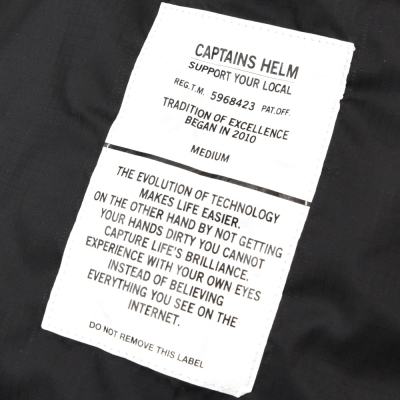 CAPTAINS HELM
SUPPORT YOUR LOCAL
REG.T.M. 5968423 PAT.OFF.
TRADITION OF EXCELLENCE
BEGAN IN 2010
MEDIUM
THE EVOLUTION OF TECHNOLOGY
MAKES LIFE EASIER.
ON THE OTHER HAND BY NOT GETTING
YOUR HANDS DIRTY YOU CANNOT
CAPTURE LIFE'S BRILLIANCE.
EXPERIENCE WITH YOUR OWN EYES
INSTEAD OF BELIEVING
EVERYTHING YOU SEE ON THE
INTERNET.
DO NOT REMOVE THIS LABEL